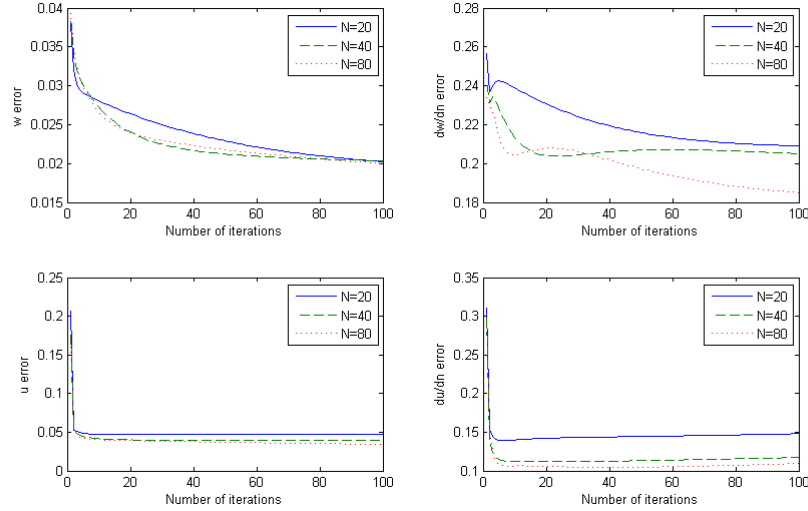 0.04
0.035
0.03
0.025
0.02
0.015
w error
0 20 40 60 80 100
Number of iterations
N=20
N=40
N=80
0.28
0.26
0.24
0.22
0.2
0.18
dw/dn error
0 20 40 60 80 100
Number of iterations
N=20
N=40
N=80
0.25
0.2
0.15
0.1
0.05
0
u error
0 20 40 60 80 100
Number of iterations
N=20
N=40
N=80
0.35
0.3
0.25
0.2
0.15
0.1
du/dn error
0 20 40 60 80 100
Number of iterations
N=20
N=40
N=80